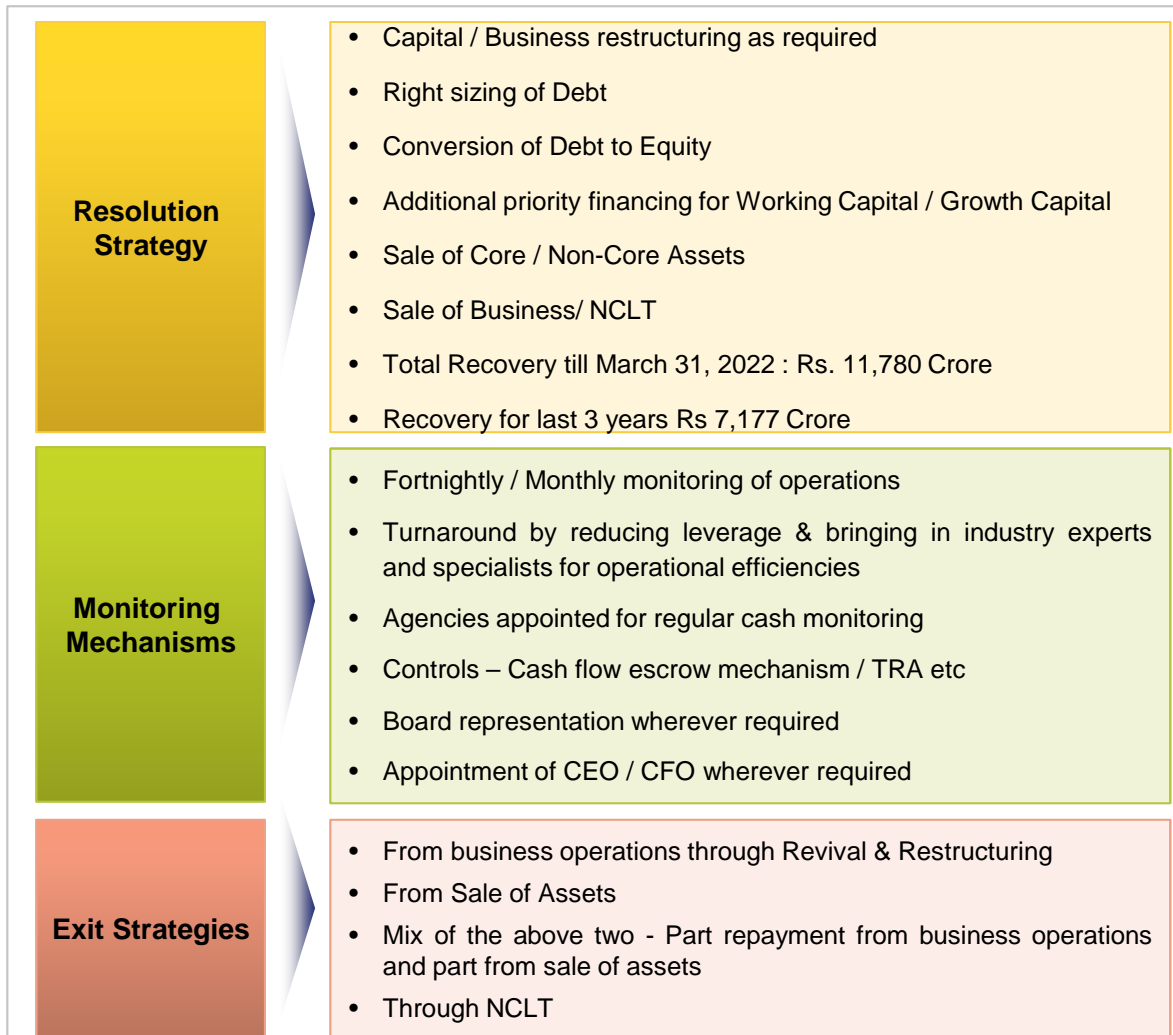 Resolution
Strategy
• Capital / Business restructuring as required
• Right sizing of Debt
• Conversion of Debt to Equity
• Additional priority financing for Working Capital / Growth Capital
• Sale of Core / Non-Core Assets
• Sale of Business/ NCLT
• Total Recovery till March 31, 2022 : Rs. 11,780 Crore
• Recovery for last 3 years Rs 7,177 Crore
Monitoring
Mechanisms
• Fortnightly / Monthly monitoring of operations
• Turnaround by reducing leverage & bringing in industry experts
and specialists for operational efficiencies
• Agencies appointed for regular cash monitoring
• Controls – Cash flow escrow mechanism / TRA etc
• Board representation wherever required
• Appointment of CEO / CFO wherever required
Exit Strategies
• From business operations through Revival & Restructuring
• From Sale of Assets
• Mix of the above two - Part repayment from business operations
and part from sale of assets
• Through NCLT